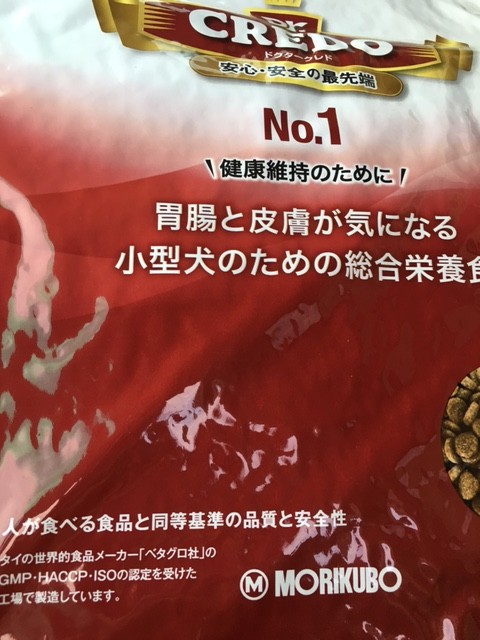 Dr.
CREDO
ドクタークレド
安心・安全の最先端
No.1
\ 健康維持のために /
胃腸と皮膚が気になる
小型犬のための総合栄養食
人が食べる食品と同等基準の品質と安全性
タイの世界的食品メーカー「ベタグロ社」の
GMP・HACCP・ISOの認定を受けた
工場で製造しています。
M MORIKUBO